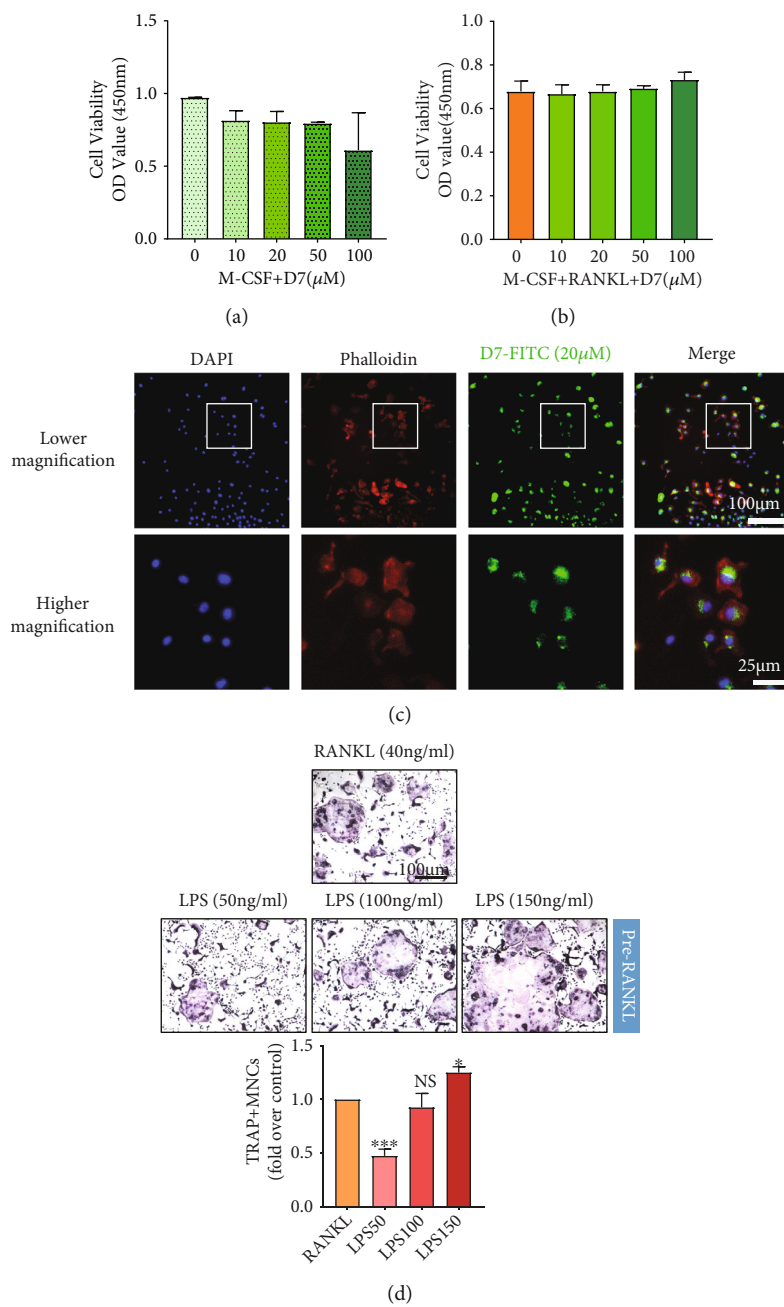 1.5
1.0
0.5
0.0
Cell Viability
OD Value (450nm)
0 10 20 50 100
M-CSF+D7(μM)
(a)
1.0
0.8
0.6
0.4
0.2
0.0
Cell Viability
OD value(450nm)
0 10 20 50 100
M-CSF+RANKL+D7(μM)
(b)
DAPI Phalloidin D7-FITC (20μM) Merge
Lower
magnification
100μm
Higher
magnification
25μm
(c)
RANKL (40ng/ml)
100μm
LPS (50ng/ml) LPS (100ng/ml) LPS (150ng/ml)
Pre-RANKL
1.5
1.0
0.5
0.0
TRAP+MNCs
(fold over control)
***
NS
*
RANKL LPS50 LPS100 LPS150
(d)